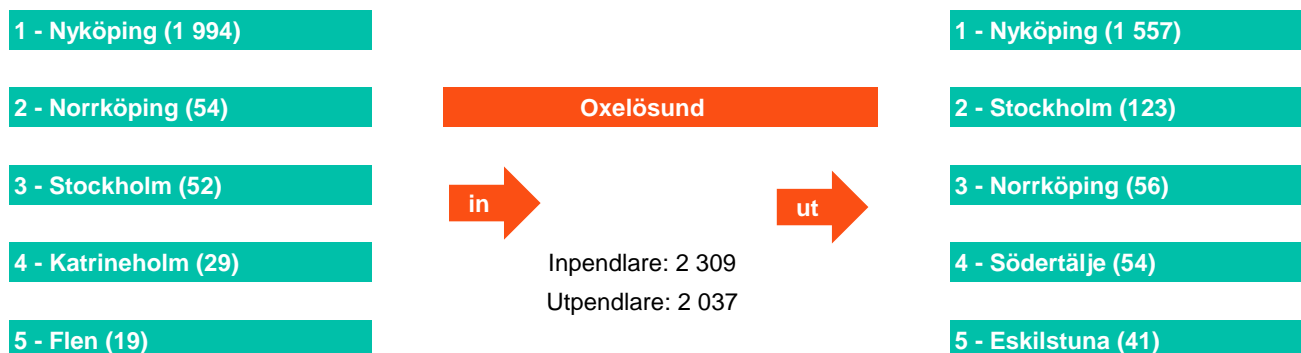 1 - Nyköping (1 994)
2 - Norrköping (54)
3 - Stockholm (52)
4 - Katrineholm (29)
5 - Flen (19)
Oxelösund
in
ut
Inpendlare: 2 309
Utpendlare: 2 037
1 - Nyköping (1 557)
2 - Stockholm (123)
3 - Norrköping (56)
4 - Södertälje (54)
5 - Eskilstuna (41)